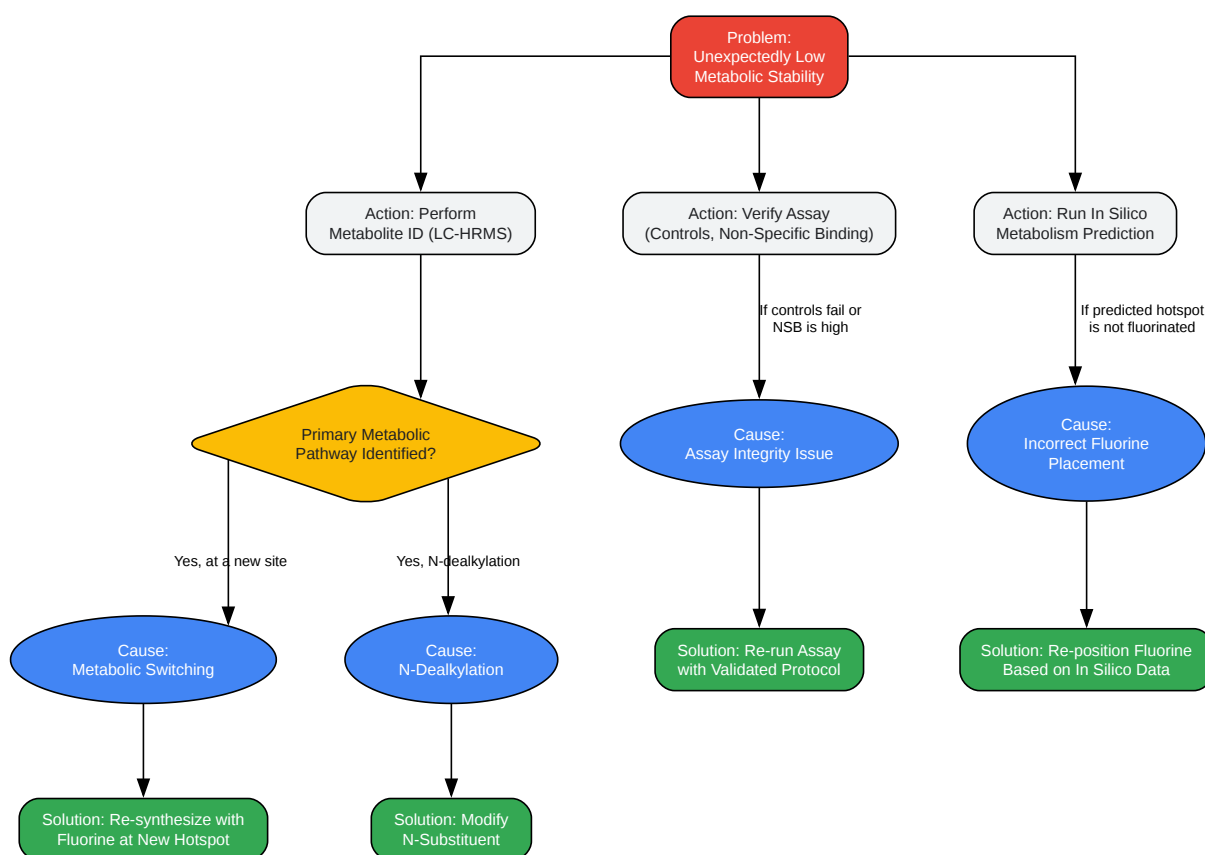 Problem:
Unexpectedly Low
Metabolic Stability
Action: Perform
Metabolite ID (LC-HRMS)
Action: Verify Assay
(Controls, Non-Specific Binding)
Action: Run In Silico
Metabolism Prediction
If controls fail or
NSB is high
If predicted hotspot
is not fluorinated
Primary Metabolic
Pathway Identified?
Cause:
Assay Integrity Issue
Cause:
Incorrect Fluorine
Placement
Yes, at a new site
Yes, N-dealkylation
Cause:
Metabolic Switching
Cause:
N-Dealkylation
Solution: Re-run Assay
with Validated Protocol
Solution: Re-position Fluorine
Based on In Silico Data
Solution: Re-synthesize with
Fluorine at New Hotspot
Solution: Modify
N-Substituent